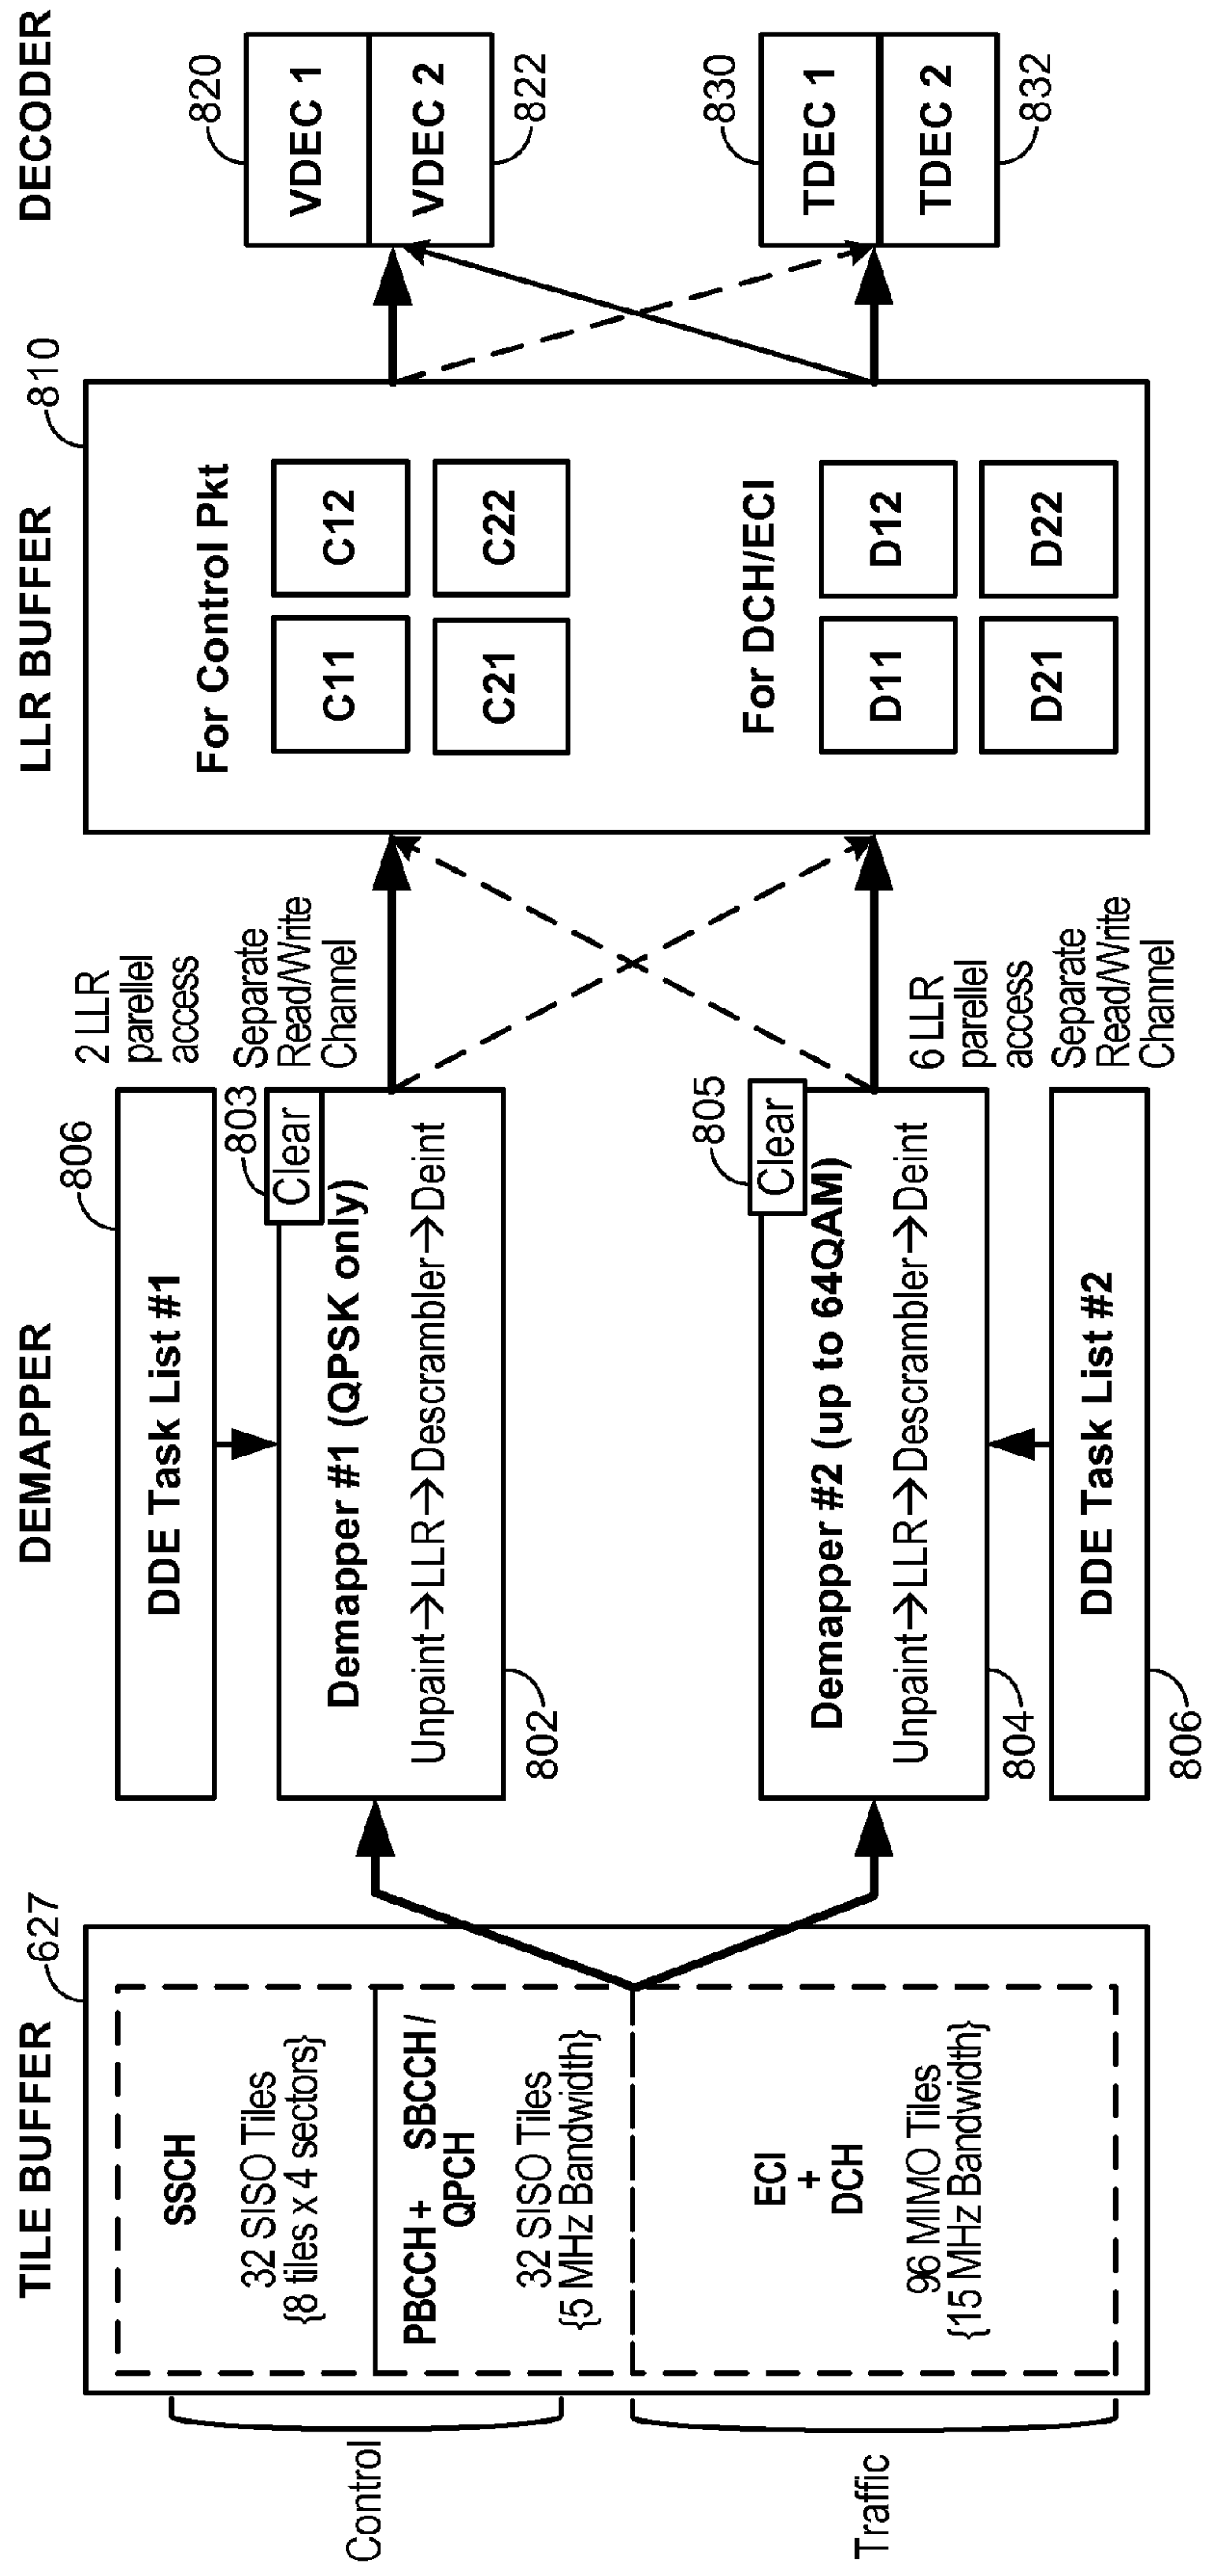 TILE BUFFER
627
Control
SSCH
32 SISO Tiles
{8 tiles x 4 sectors}
PBCCH + SBCCH /
QPCH
32 SISO Tiles
{5 MHz Bandwidth}
Traffic
ECI
+
DCH
96 MIMO Tiles
{15 MHz Bandwidth}
DEMAPPER
806
DDE Task List #1
2 LLR
parellel
access
803
Clear
Separate
Read/Write
Channel
Demapper #1 (QPSK only)
Unpaint→LLR→Descrambler→Deint
802
805
Clear
Demapper #2 (up to 64QAM)
Unpaint→LLR→Descrambler→Deint
804
6 LLR
parellel
access
DDE Task List #2
806
Separate
Read/Write
Channel
LLR BUFFER
810
For Control Pkt
C11
C12
C21
C22
For DCH/ECI
D11
D12
D21
D22
DECODER
820
VDEC 1
VDEC 2
822
830
TDEC 1
TDEC 2
832